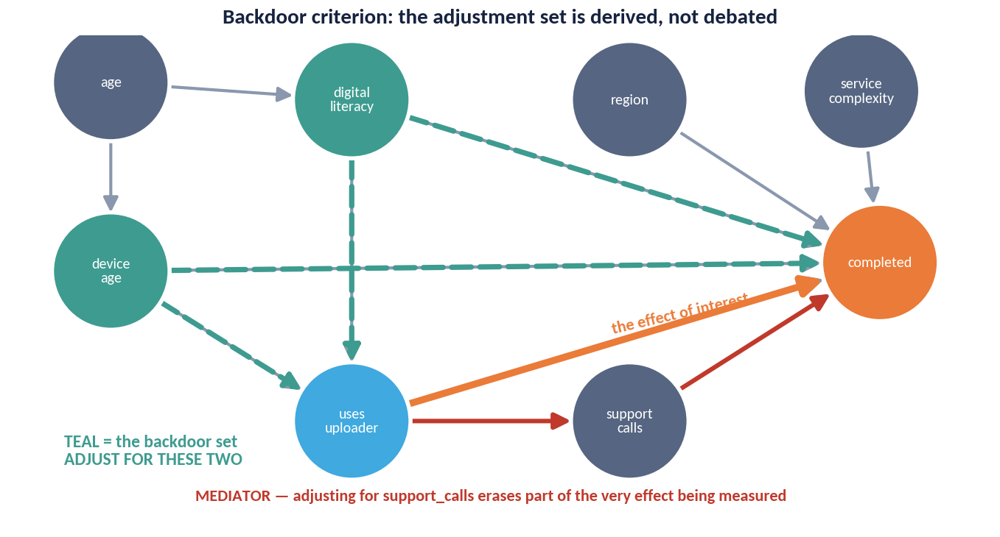 Backdoor criterion: the adjustment set is derived, not debated
age
digital
literacy
region
service
complexity
device
age
completed
the effect of interest
uses
uploader
support
calls
TEAL = the backdoor set
ADJUST FOR THESE TWO
MEDIATOR — adjusting for support_calls erases part of the very effect being measured